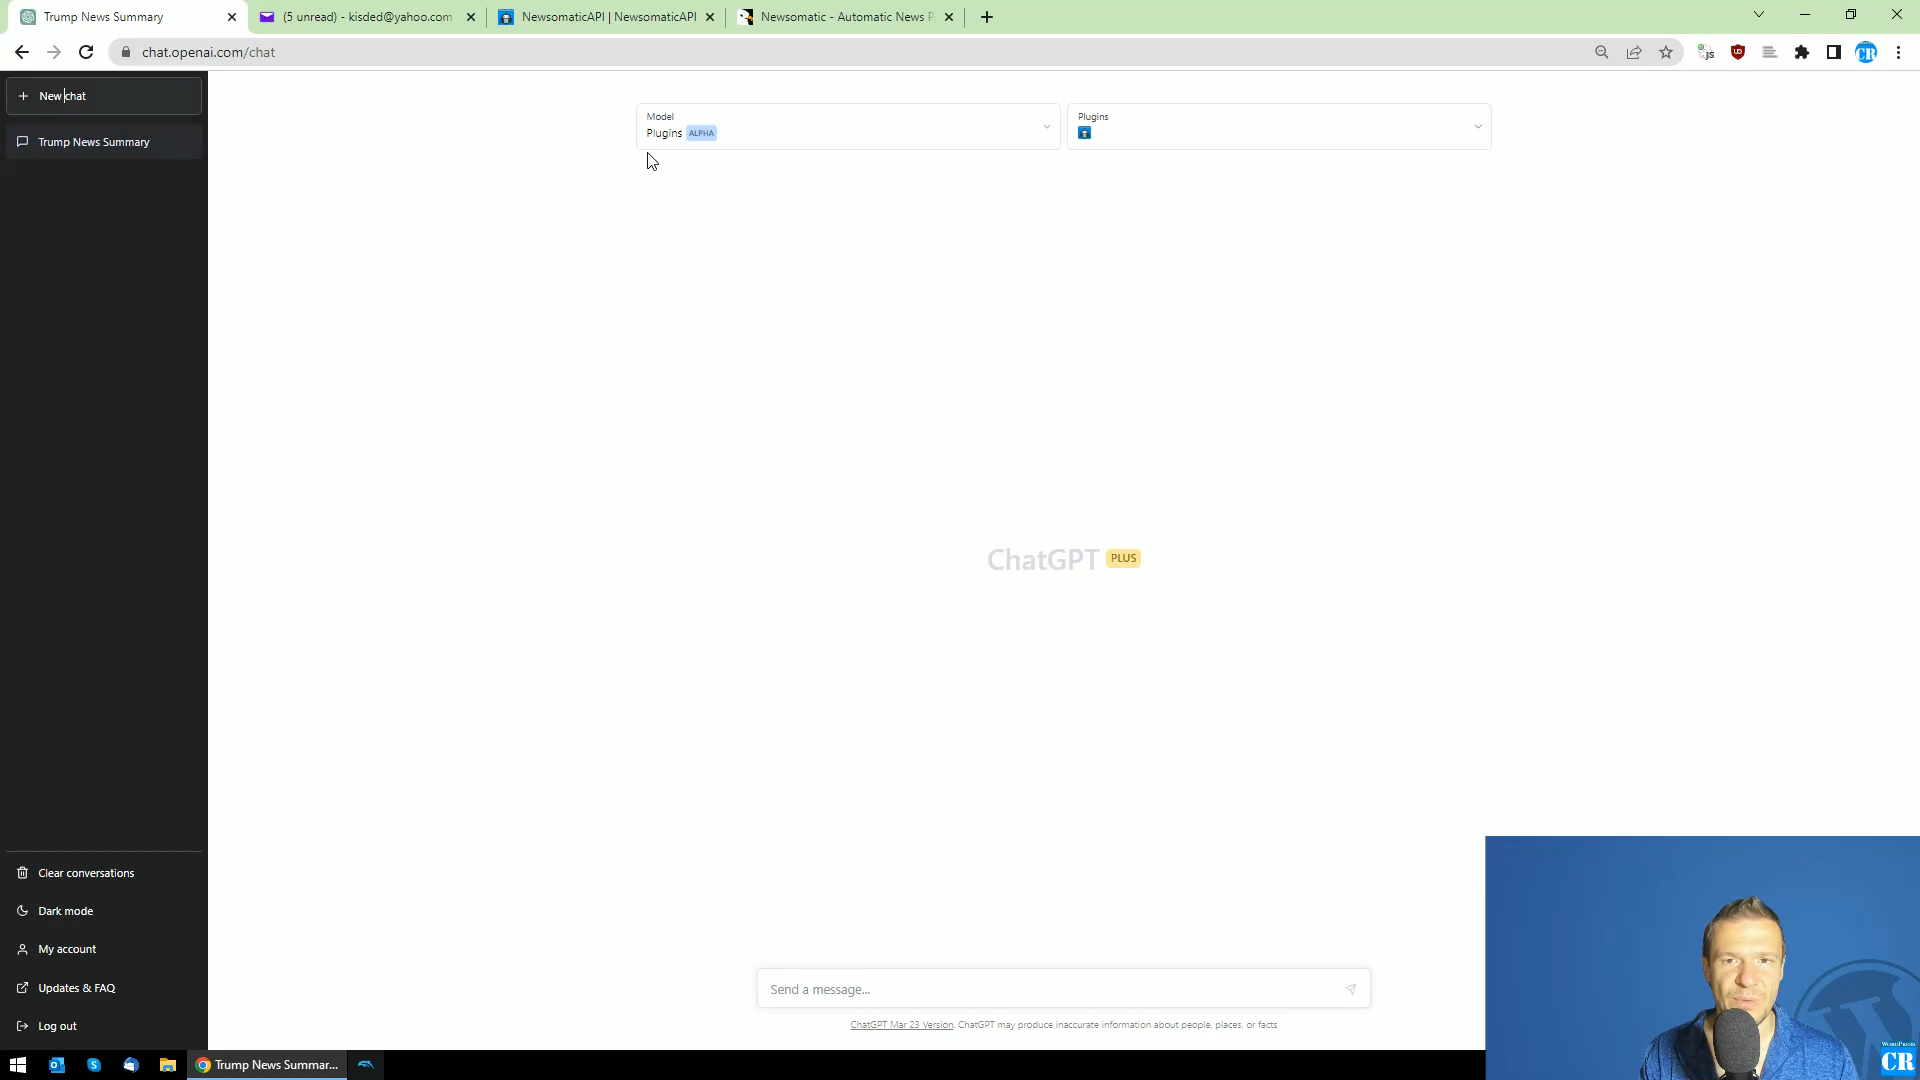 Trump News Summary
(5 unread) - kisded@yahoo.com
NewsomaticAPI | NewsomaticAPI
Newsomatic - Automatic News P
chat.openai.com/chat
New chat
Trump News Summary
Model
Plugins ALPHA
Plugins
ChatGPT PLUS
Clear conversations
Dark mode
My account
Updates & FAQ
Log out
Send a message...
ChatGPT Mar 23 Version. ChatGPT may produce inaccurate information about people, places, or facts
Trump News Summar...
WORDPRESS
CR
CR
JS